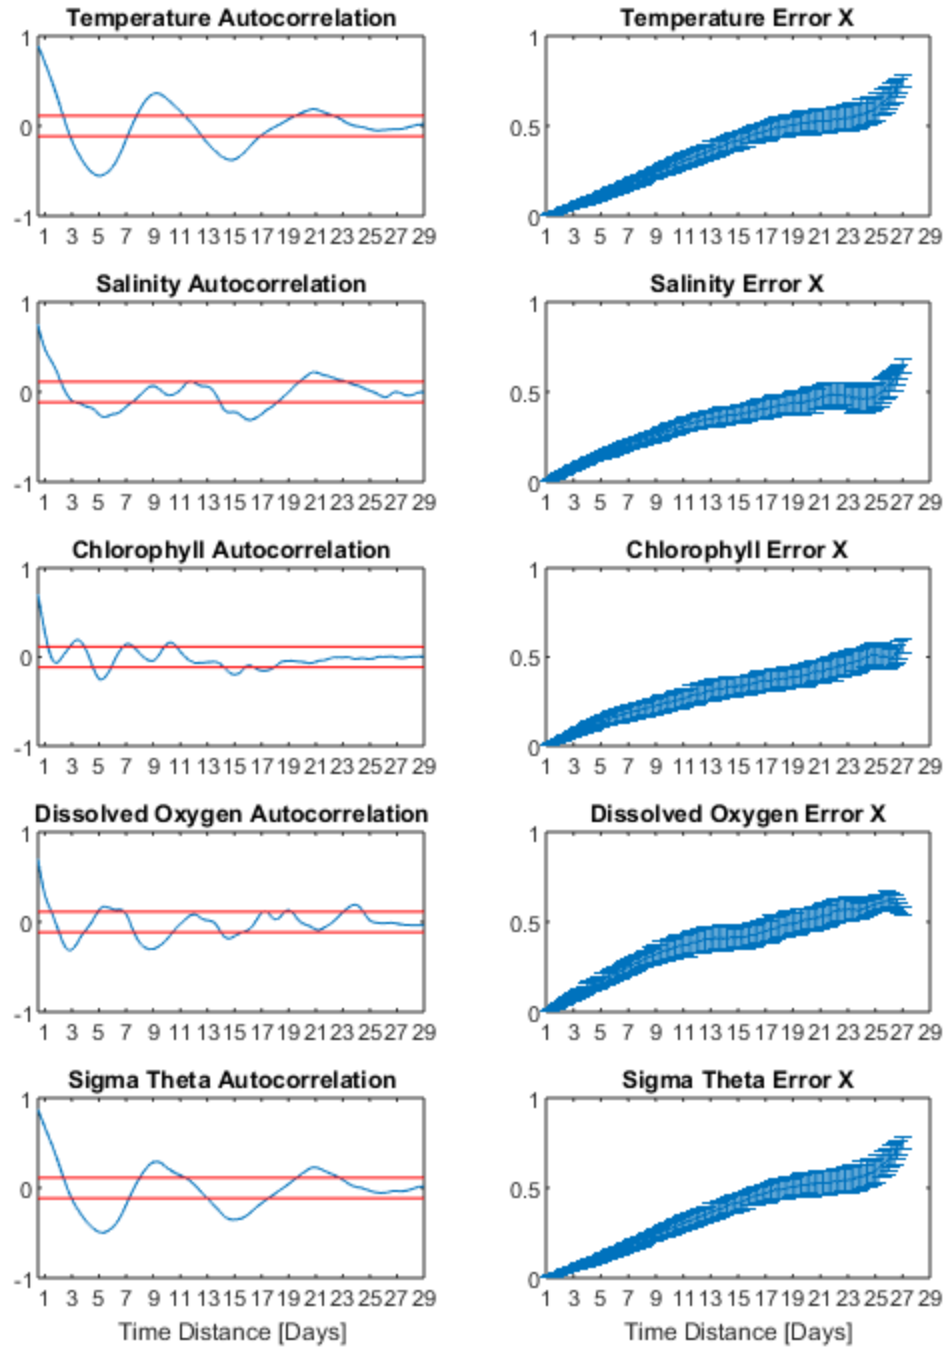 Temperature Autocorrelation
1
0
-1
1 3 5 7 9 11 13 15 17 19 21 23 25 27 29
Temperature Error X
1
0.5
0
1 3 5 7 9 11 13 15 17 19 21 23 25 27 29
Salinity Autocorrelation
1
0
-1
1 3 5 7 9 11 13 15 17 19 21 23 25 27 29
Salinity Error X
1
0.5
0
1 3 5 7 9 11 13 15 17 19 21 23 25 27 29
Chlorophyll Autocorrelation
1
0
-1
1 3 5 7 9 11 13 15 17 19 21 23 25 27 29
Chlorophyll Error X
1
0.5
0
1 3 5 7 9 11 13 15 17 19 21 23 25 27 29
Dissolved Oxygen Autocorrelation
1
0
-1
1 3 5 7 9 11 13 15 17 19 21 23 25 27 29
Dissolved Oxygen Error X
1
0.5
0
1 3 5 7 9 11 13 15 17 19 21 23 25 27 29
Sigma Theta Autocorrelation
1
0
-1
1 3 5 7 9 11 13 15 17 19 21 23 25 27 29
Time Distance [Days]
Sigma Theta Error X
1
0.5
0
1 3 5 7 9 11 13 15 17 19 21 23 25 27 29
Time Distance [Days]